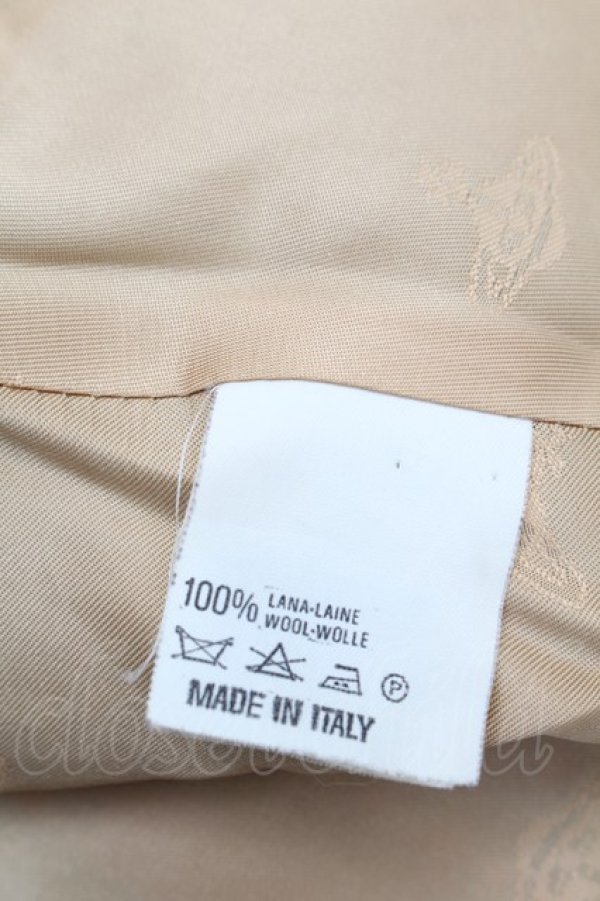 100% LANA-LAINE
WOOL-WOLLE
P
MADE IN ITALY